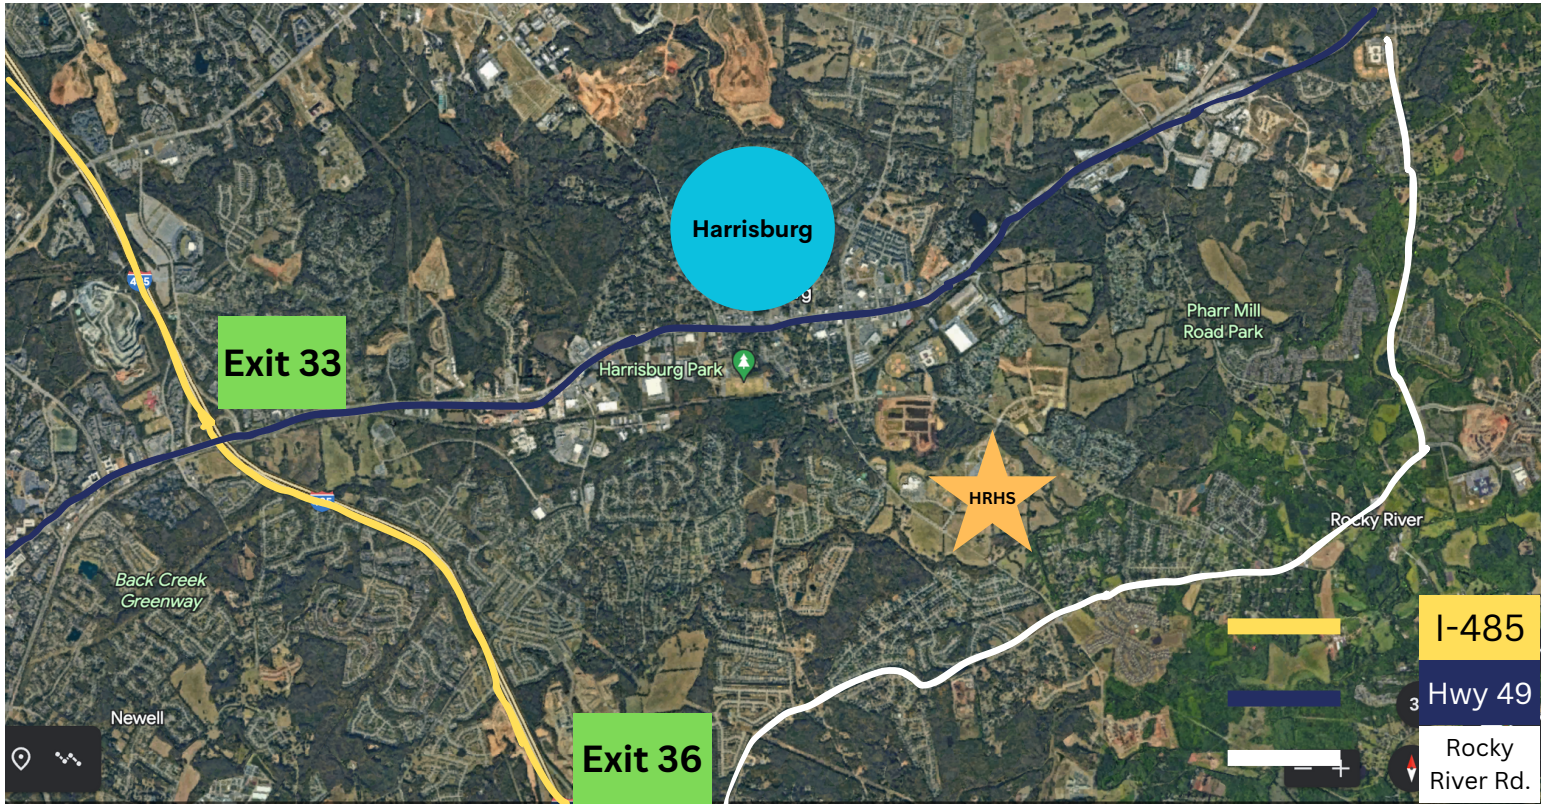 Harrisburg
g
Exit 33
Harrisburg Park
Pharr Mill
Road Park
HRHS
Rocky River
Back Creek
Greenway
Newell
Exit 36
I-485
Hwy 49
3
Rocky
River Rd.